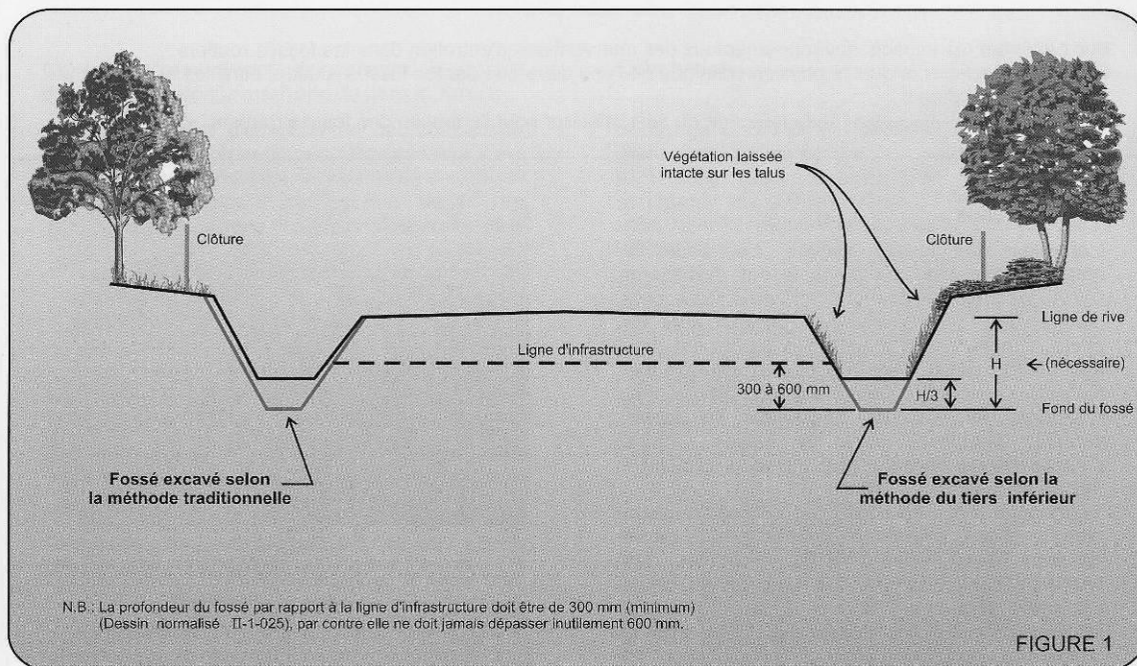 Végétation laissée
intacte sur les talus
Clôture
Clôture
Ligne de rive
Ligne d'infrastructure
H
(nécessaire)
300 à 600 mm
H/3
Fond du fossé
Fossé excavé selon
la méthode traditionnelle
Fossé excavé selon la
méthode du tiers inférieur
N.B.: La profondeur du fossé par rapport à la ligne d'infrastructure doit être de 300 mm (minimum)
(Dessin normalisé II-1-025), par contre elle ne doit jamais dépasser inutilement 600 mm.
FIGURE 1